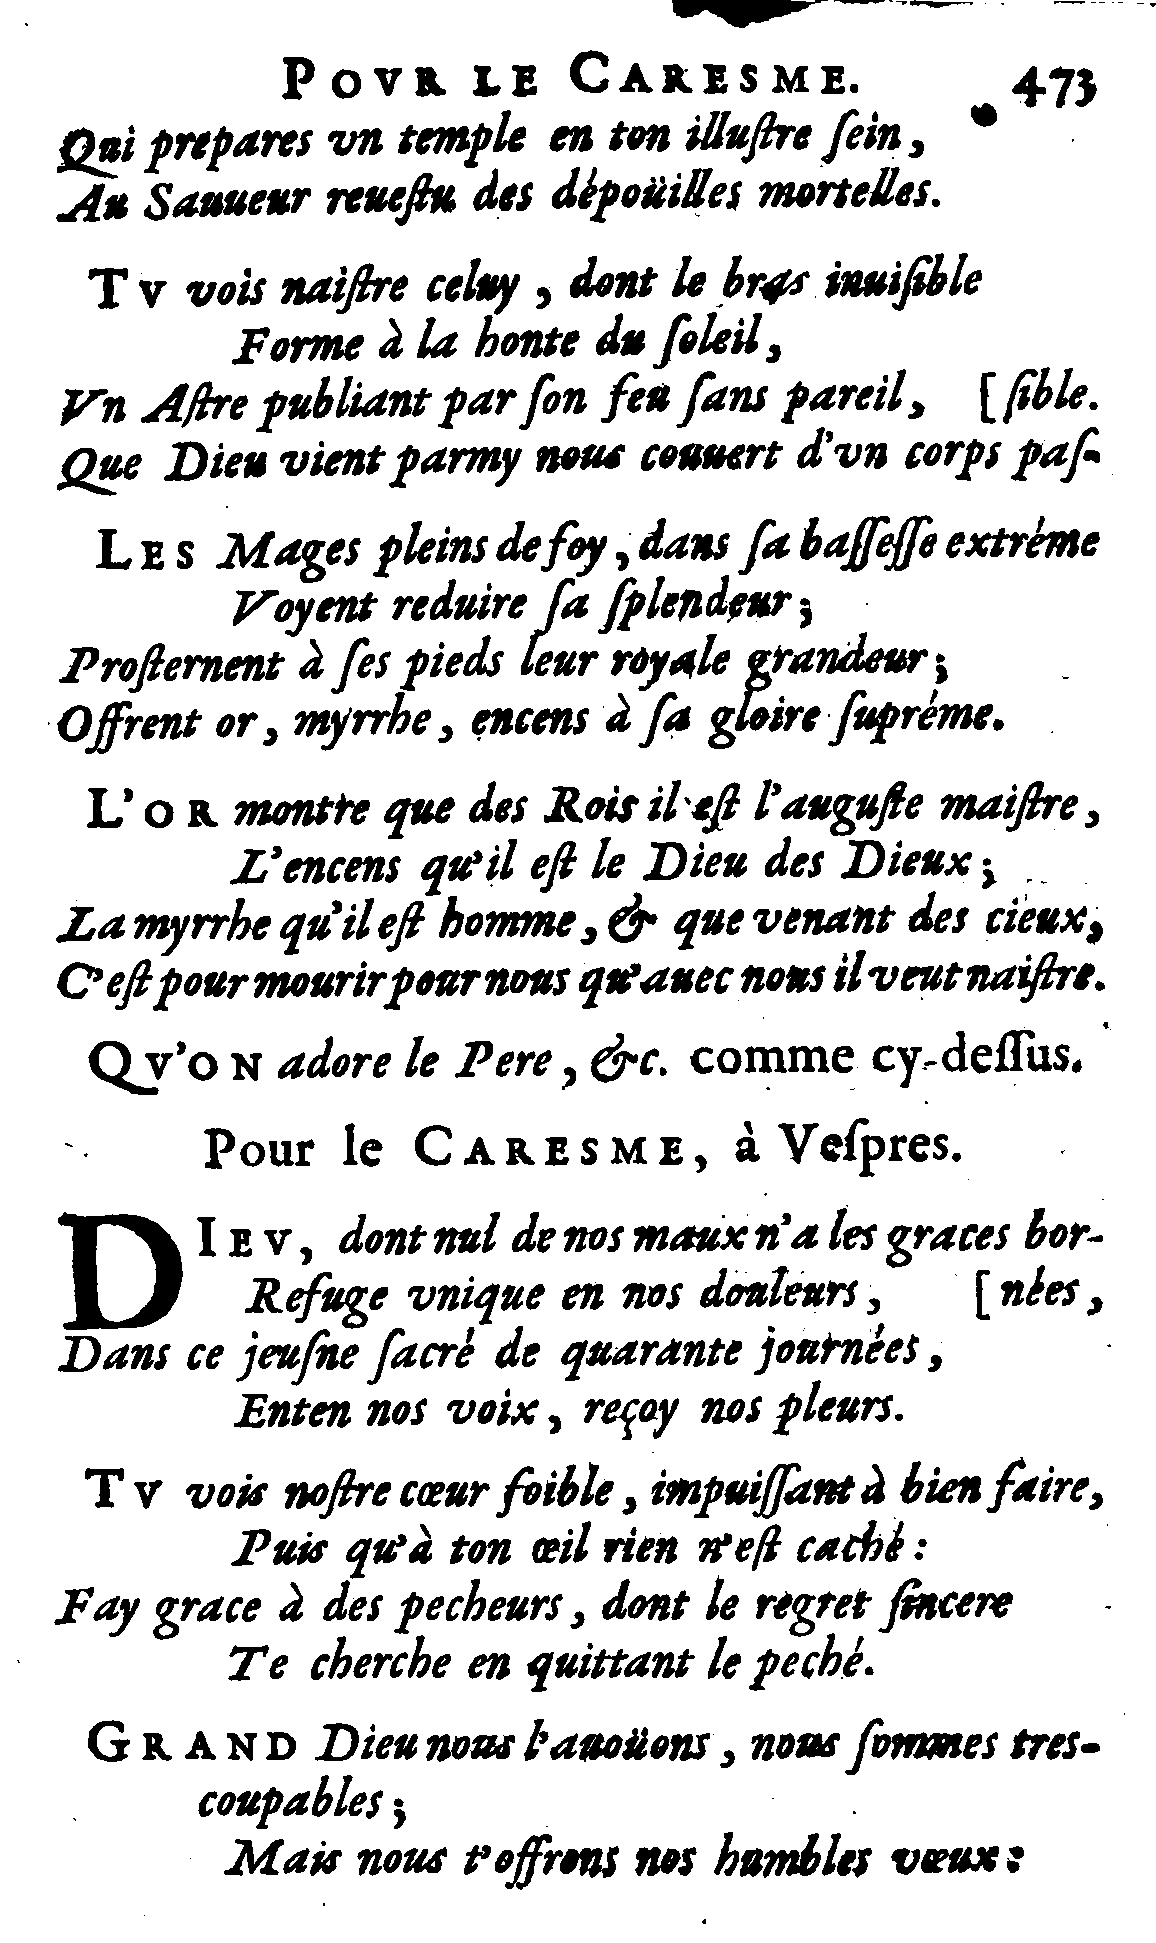 POVR LE CARESME. 473
Qui prepares vn temple en ton illuſtre ſein,
Au Sauueur reueſtu des dépoüilles mortelles.
TV vois naiſtre celuy, dont le bras inuiſible
Forme à la honte du ſoleil,
Vn Aſtre publiant par ſon feu ſans pareil, [ ſible.
Que Dieu vient parmy nous couuert d'vn corps paſ-
LES Mages pleins de foy, dans ſa baſſeſſe extréme
Voyent reduire ſa ſplendeur;
Proſternent à ſes pieds leur royale grandeur;
Offrent or, myrrhe, encens à ſa gloire ſupréme.
L'OR montre que des Rois il eſt l'auguſte maiſtre,
L'encens qu'il eſt le Dieu des Dieux;
La myrrhe qu'il eſt homme, & que venant des cieux,
C'eſt pour mourir pour nous qu'auec nous il veut naiſtre.
QV'ON adore le Pere, &c. comme cy-deſſus.
Pour le CARESME, à Veſpres.
DIEV, dont nul de nos maux n'a les graces bor-
Refuge vnique en nos douleurs, [ nées,
Dans ce jeuſne ſacré de quarante journées,
Enten nos voix, reçoy nos pleurs.
TV vois noſtre cœur foible, impuiſſant à bien faire,
Puis qu'à ton œil rien n'eſt caché:
Fay grace à des pecheurs, dont le regret ſincere
Te cherche en quittant le peché.
GRAND Dieu nous l'auoüons, nous ſommes tres-
coupables;
Mais nous t'offrons nos humbles vœux: